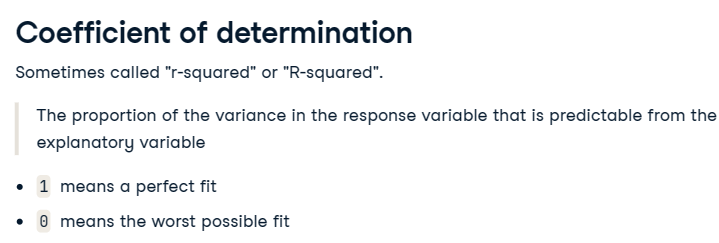 Coefficient of determination
Sometimes called "r-squared" or "R-squared".
The proportion of the variance in the response variable that is predictable from the
explanatory variable
• 1 means a perfect fit
• 0 means the worst possible fit